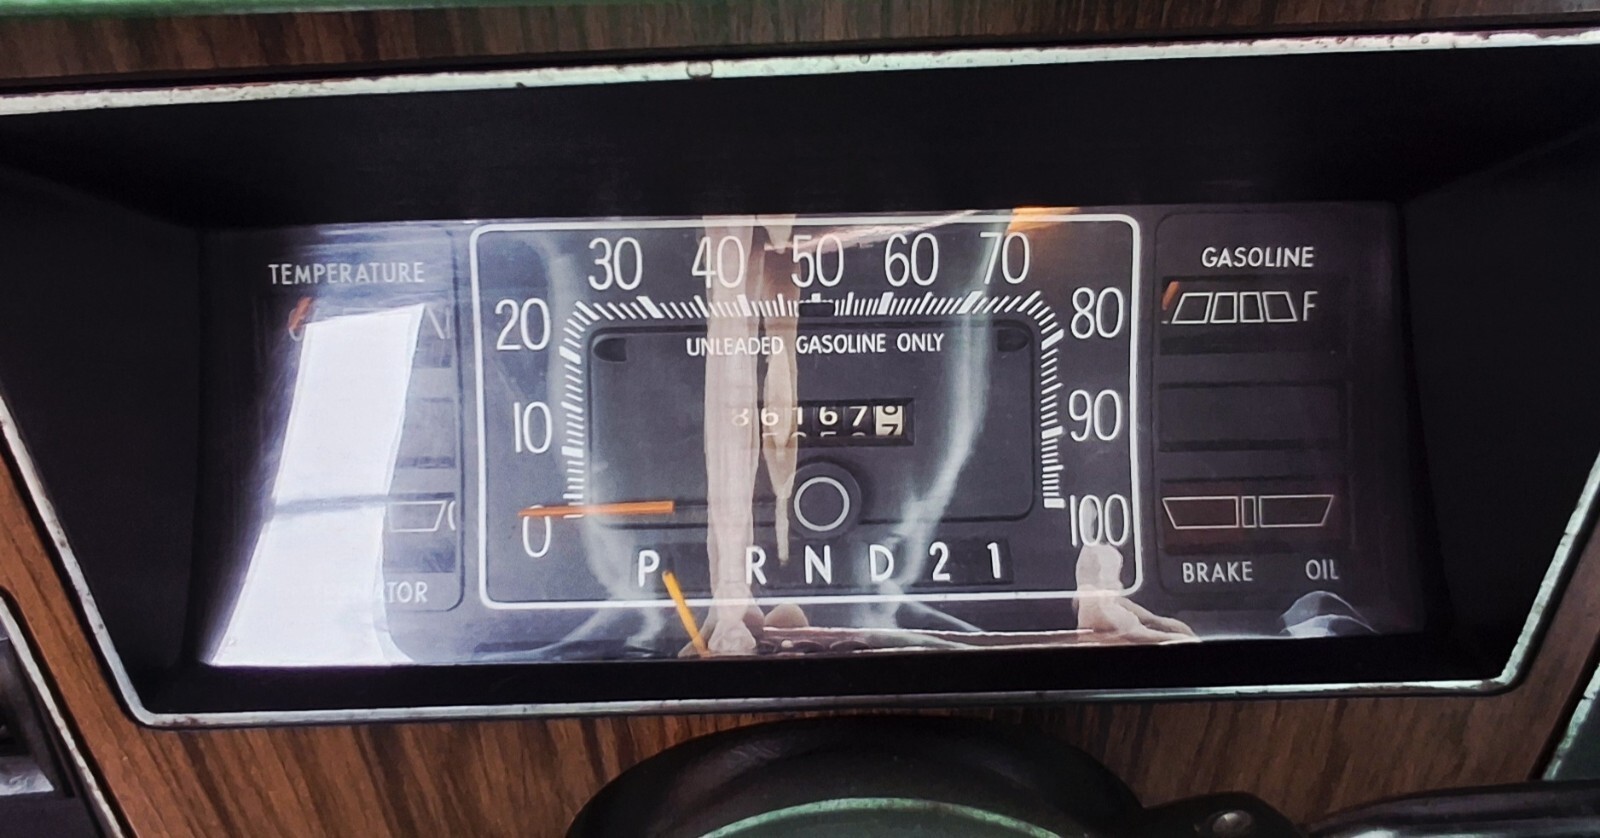 30 40 50 60 70
TEMPERATURE
GASOLINE
20
80
F
UNLEADED GASOLINE ONLY
10
90
6167
0
100
P R N D 2 1
BRAKE OIL